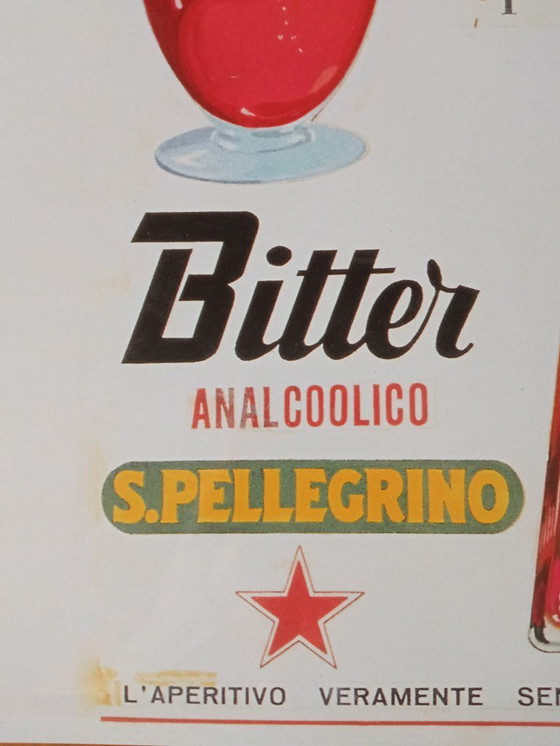 Bitter
ANALCOOLICO
S.PELLEGRINO
L'APERITIVO VERAMENTE